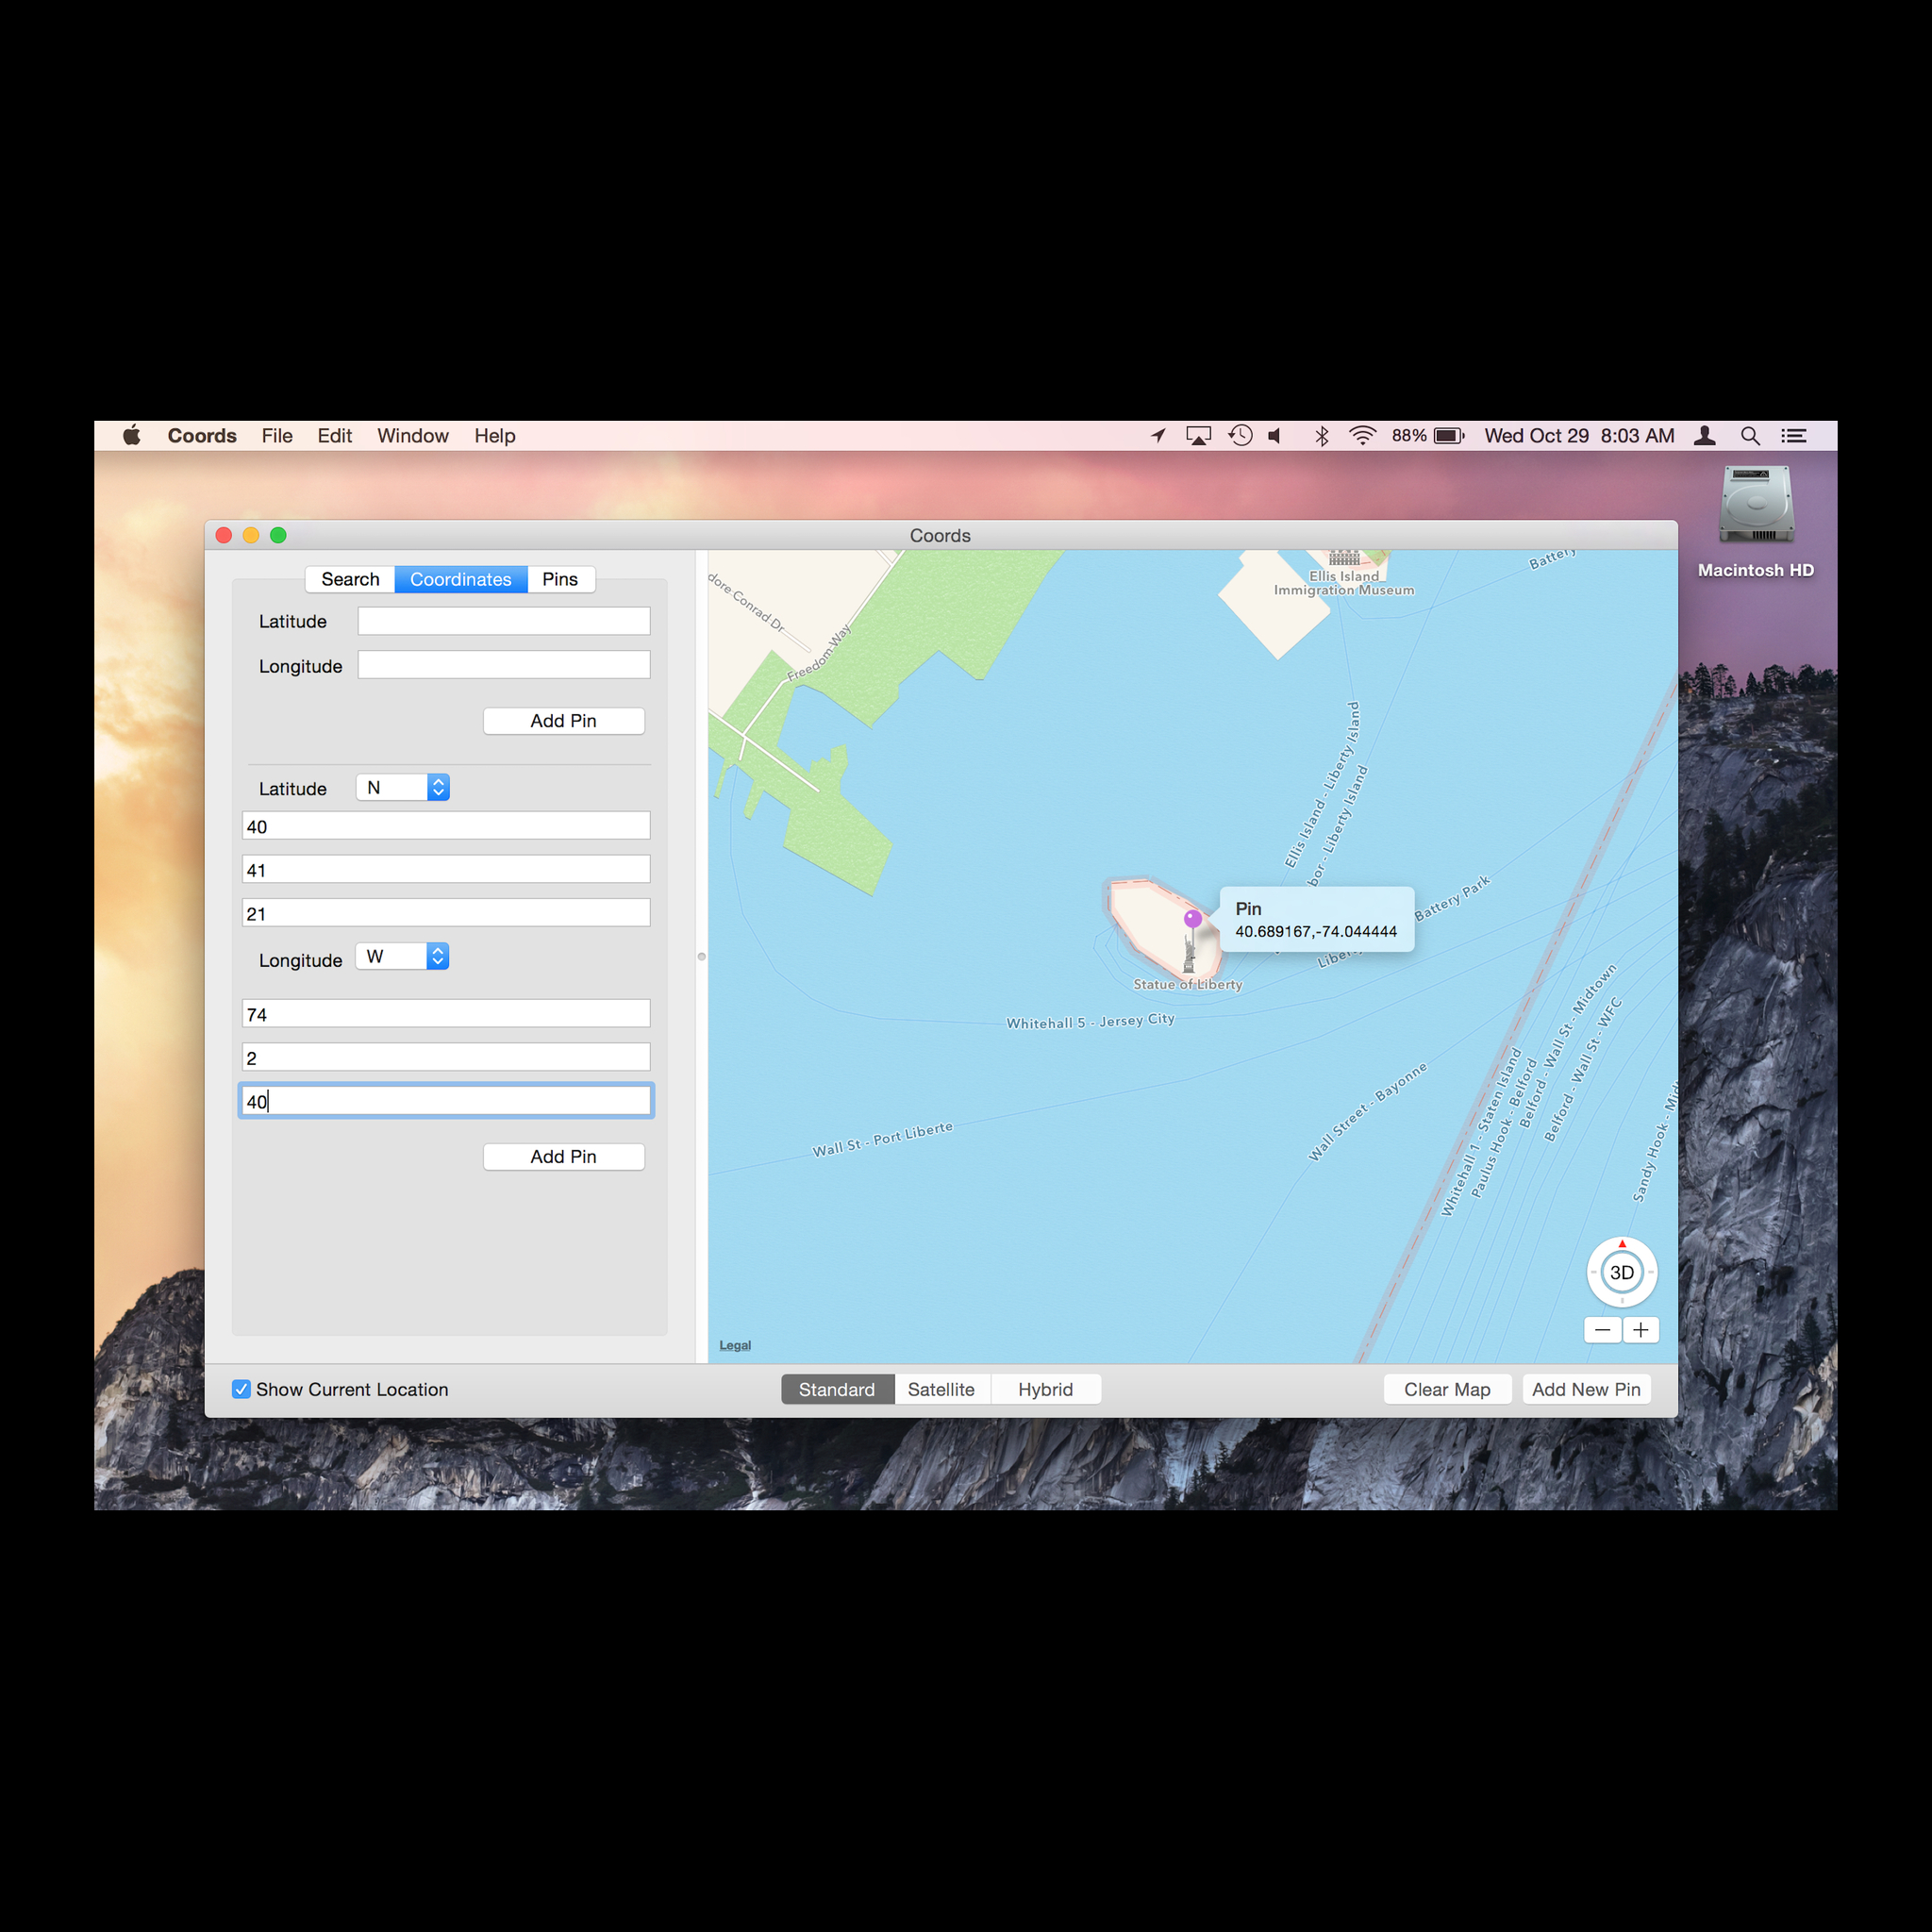 Coords File Edit Window Help 88% Wed Oct 29 8:03 AM
Macintosh HD
Coords
Search Coordinates Pins
Latitude
Longitude
Add Pin
Latitude N
40
41
21
Longitude W
74
2
40
Add Pin
dore Conrad Dr
Freedom Way
Ellis Island
Immigration Museum
Battery
Ellis Island - Liberty Island
bor - Liberty Island
Battery Park
Pin
40.689167,-74.044444
Statue of Liberty
Whitehall 5 - Jersey City
Wall St - Port Liberte
Wall Street - Bayonne
Whitehall 1 - Staten Island
Paulus Hook - Belford
Belford - Wall St - Midtown
Belford - Wall St - WFC
Sandy Hook -
3D
Legal
Show Current Location
Standard Satellite Hybrid
Clear Map Add New Pin